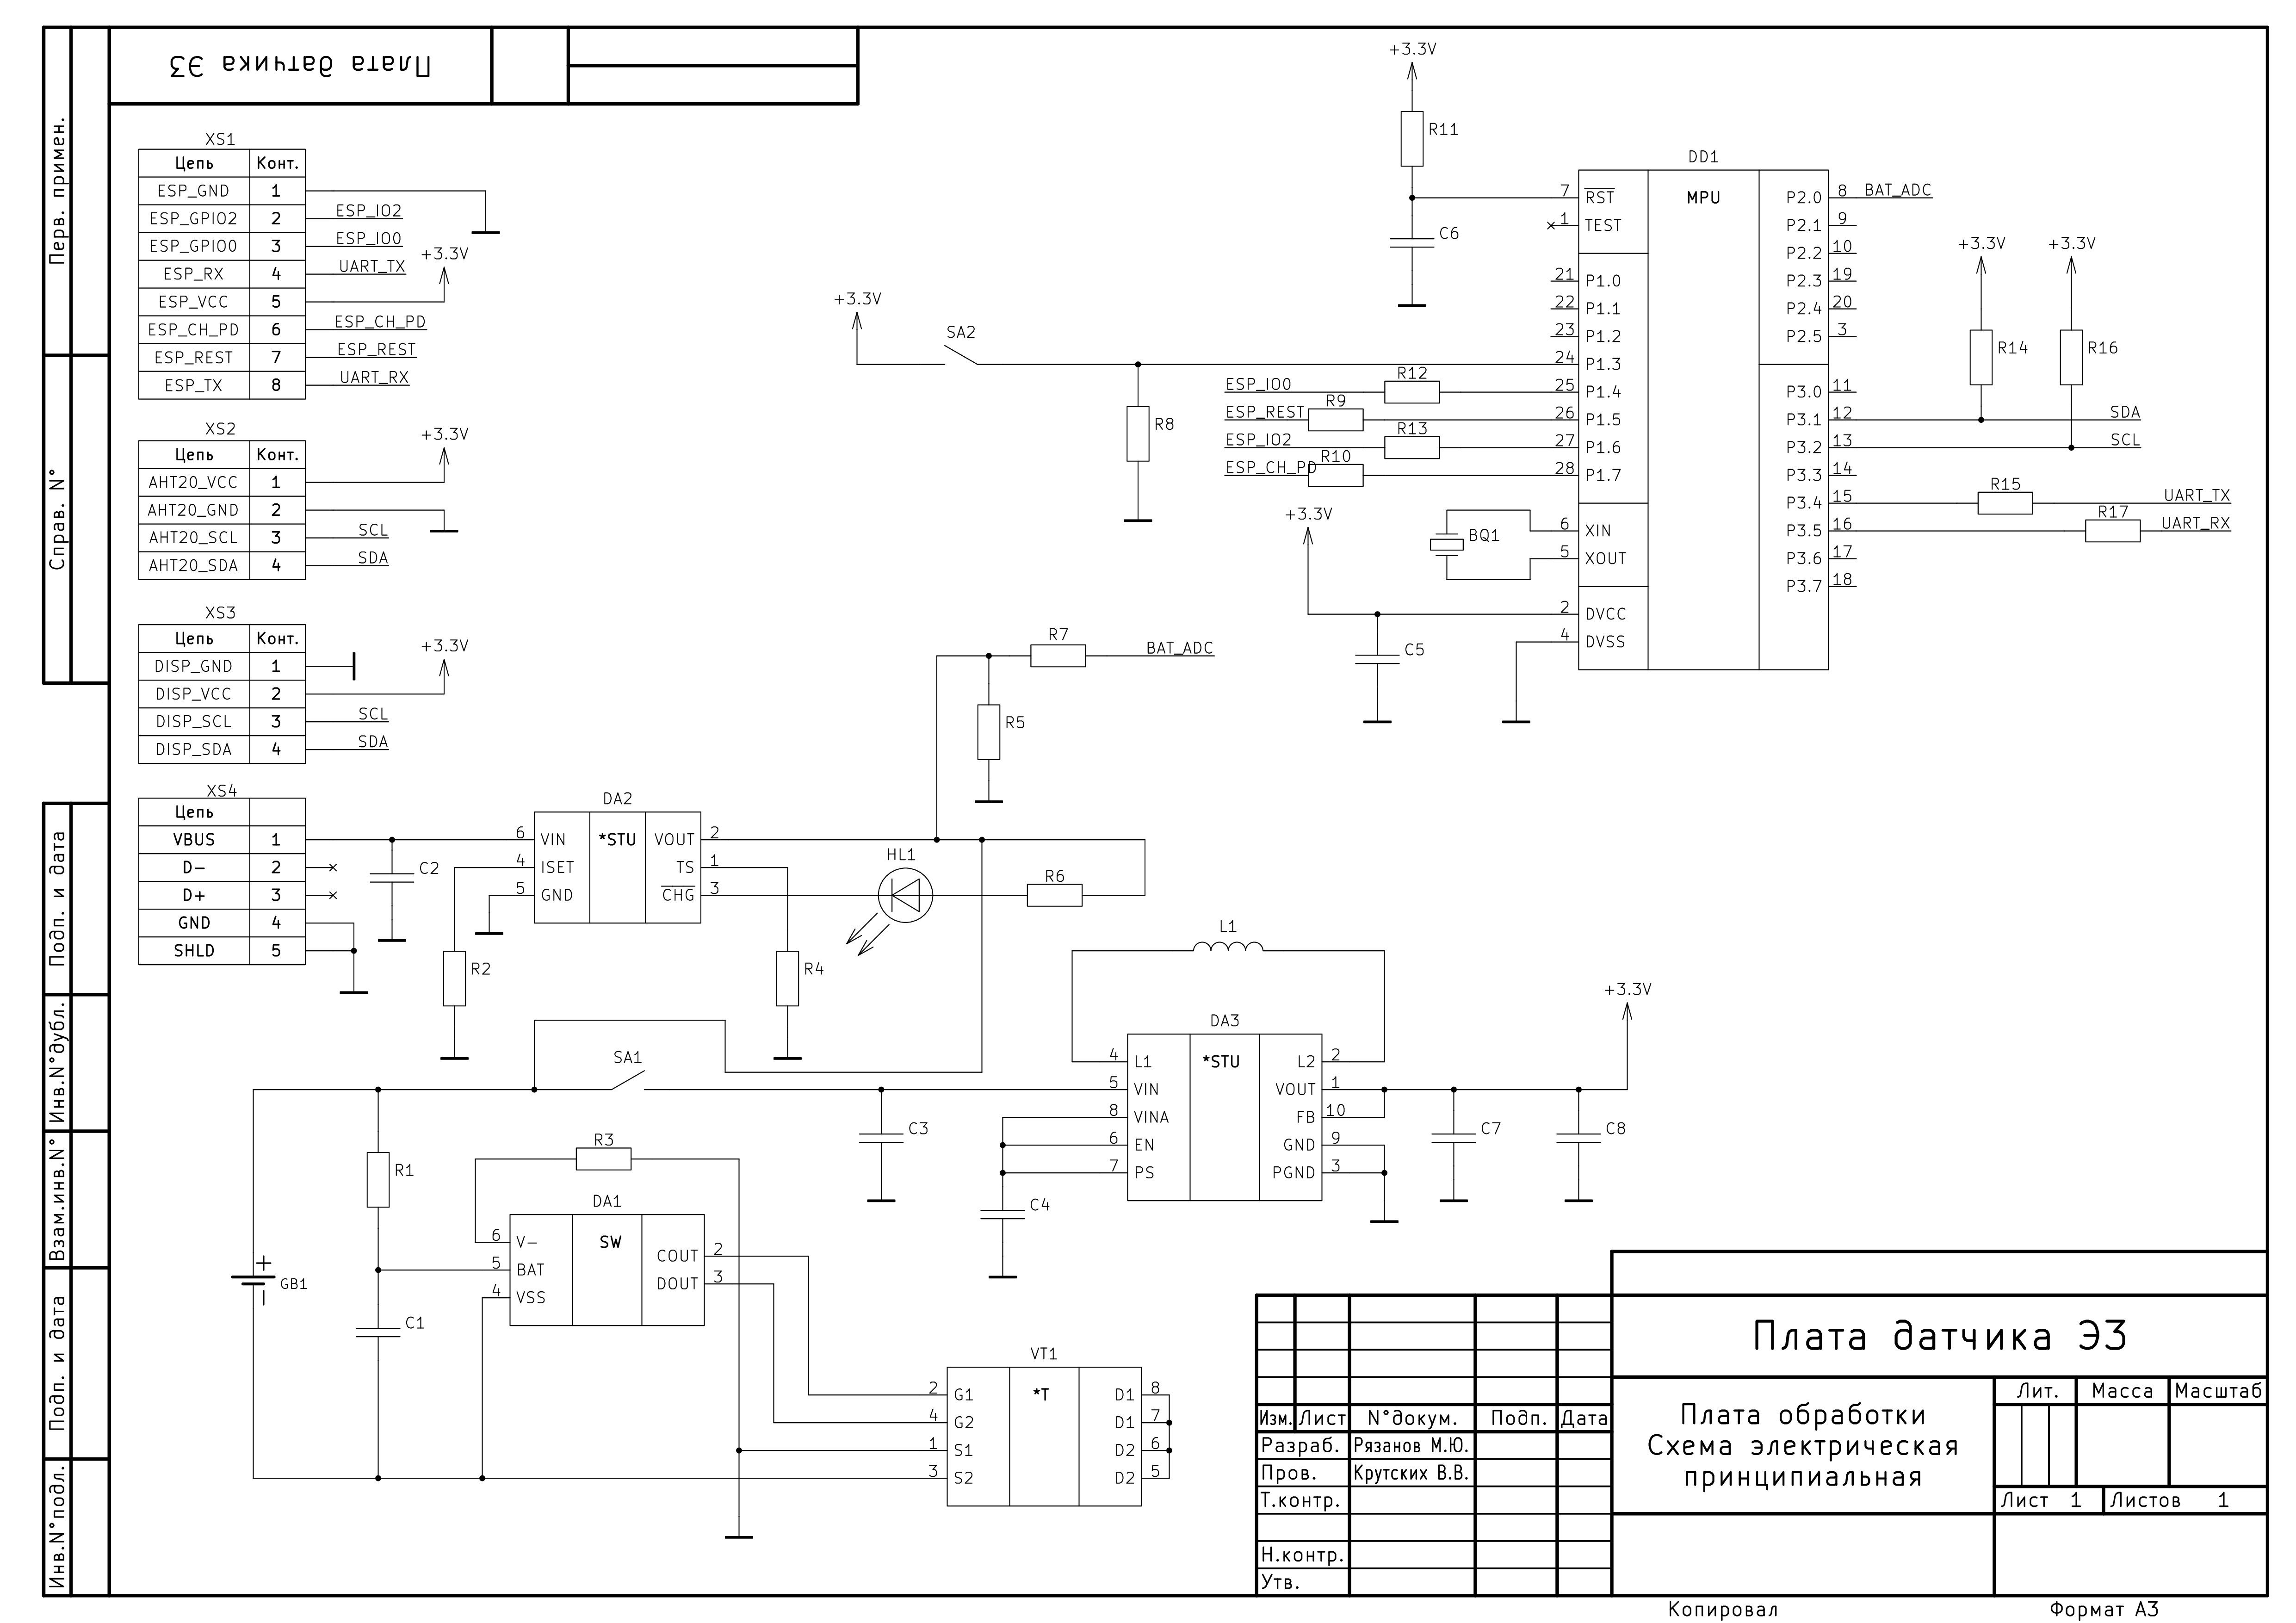 Плата датчика Э3
Перв. примен.
Справ. N°
Подп. и дата
Инв.N°дубл.
Взам.инв.N°
Подп. и дата
Инв.N°подл.
XS1
Цепь Конт.
ESP_GND 1
ESP_GPIO2 2 ESP_IO2
ESP_GPIO0 3 ESP_IO0
+3.3V
ESP_RX 4 UART_TX
ESP_VCC 5
ESP_CH_PD 6 ESP_CH_PD
ESP_REST 7 ESP_REST
ESP_TX 8 UART_RX
XS2
+3.3V
Цепь Конт.
AHT20_VCC 1
AHT20_GND 2
AHT20_SCL 3 SCL
AHT20_SDA 4 SDA
XS3
Цепь Конт.
+3.3V
DISP_GND 1
DISP_VCC 2
DISP_SCL 3 SCL
DISP_SDA 4 SDA
XS4
Цепь
VBUS 1
D- 2
D+ 3
GND 4
SHLD 5
C2
DA2
6 VIN *STU VOUT 2
4 ISET TS 1
5 GND CHG 3
R2
R4
HL1
R6
R5
R7
BAT_ADC
+3.3V
SA2
R8
+3.3V
R11
C6
DD1
MPU
7 RST
1 TEST
21 P1.0
22 P1.1
23 P1.2
24 P1.3
ESP_IO0 R12 25 P1.4
ESP_REST R9 26 P1.5
ESP_IO2 R13 27 P1.6
ESP_CH_PD R10 28 P1.7
+3.3V
BQ1
6 XIN
5 XOUT
2 DVCC
4 DVSS
C5
P2.0 8 BAT_ADC
P2.1 9
P2.2 10
P2.3 19
P2.4 20
P2.5 3
+3.3V
+3.3V
R14
R16
P3.0 11
P3.1 12 SDA
P3.2 13 SCL
P3.3 14
P3.4 15 R15 UART_TX
P3.5 16 R17 UART_RX
P3.6 17
P3.7 18
L1
DA3
*STU
4 L1 L2 2
5 VIN VOUT 1
8 VINA FB 10
6 EN GND 9
7 PS PGND 3
+3.3V
C7
C8
C3
C4
SA1
R1
R3
C1
+
GB1
−
DA1
SW
6 V- COUT 2
5 BAT DOUT 3
4 VSS
VT1
*T
2 G1 D1 8
4 G2 D1 7
1 S1 D2 6
3 S2 D2 5
Плата датчика Э3
Плата обработки
Схема электрическая
принципиальная
Лит. Масса Масштаб
Лист 1 Листов 1
Изм. Лист N°докум. Подп. Дата
Разраб. Рязанов М.Ю.
Пров. Крутских В.В.
Т.контр.
Н.контр.
Утв.
Копировал Формат А3